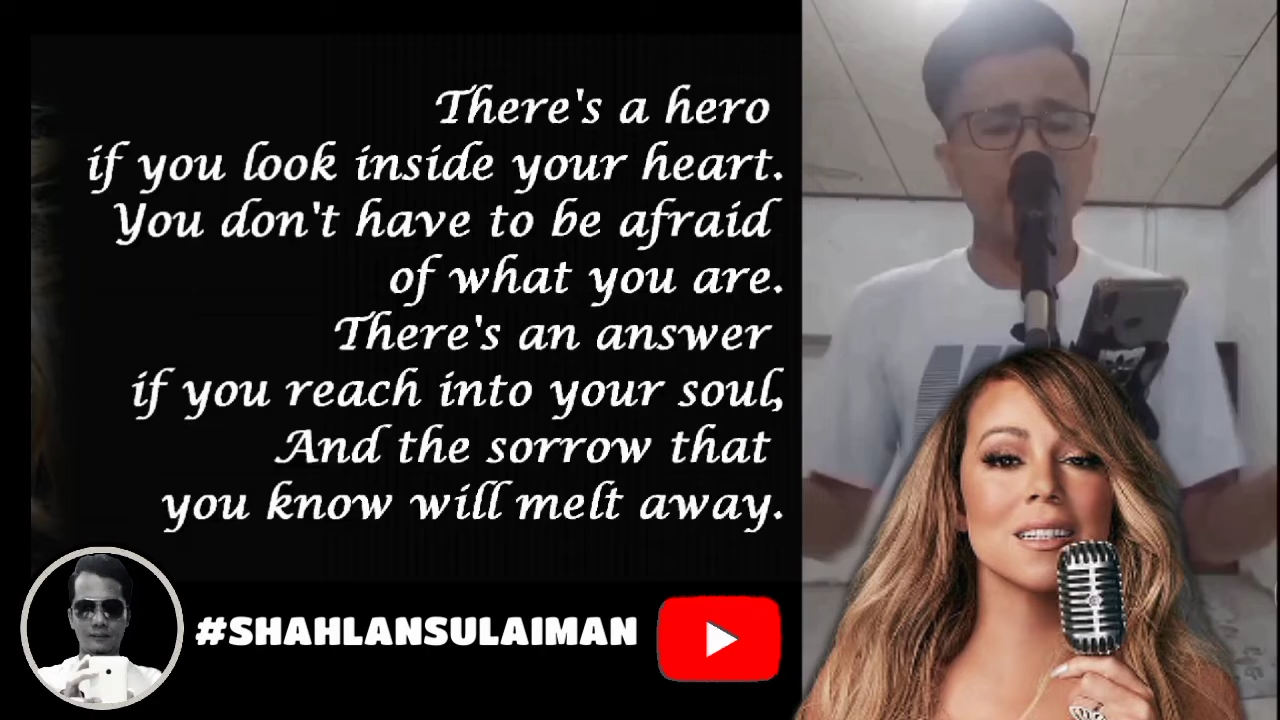 There's a hero
if you look inside your heart.
You don't have to be afraid
of what you are.
There's an answer
if you reach into your soul,
And the sorrow that
you know will melt away.
#SHAHLANSULAIMAN